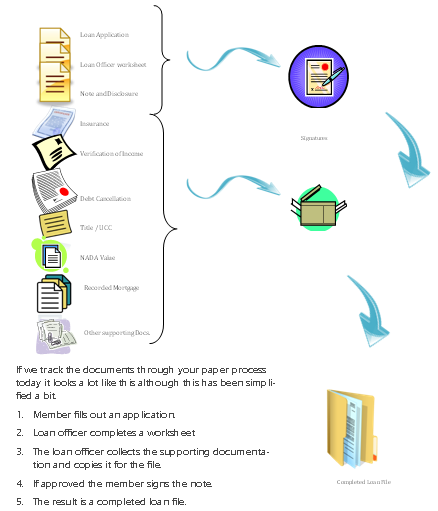 Loan Application
Loan Officer worksheet
Note and Disclosure
Insurance
Verification of Income
Signatures
Debt Cancellation
Title / UCC
NADA Value
Recorded Mortgage
Other supporting Docs.
If we track the documents through your paper process
today it looks a lot like this although this has been simpli-
fied a bit.
1. Member fills out an application.
2. Loan officer completes a worksheet
3. The loan officer collects the supporting documenta-
tion and copies it for the file.
4. If approved the member signs the note.
5. The result is a completed loan file.
Completed Loan File